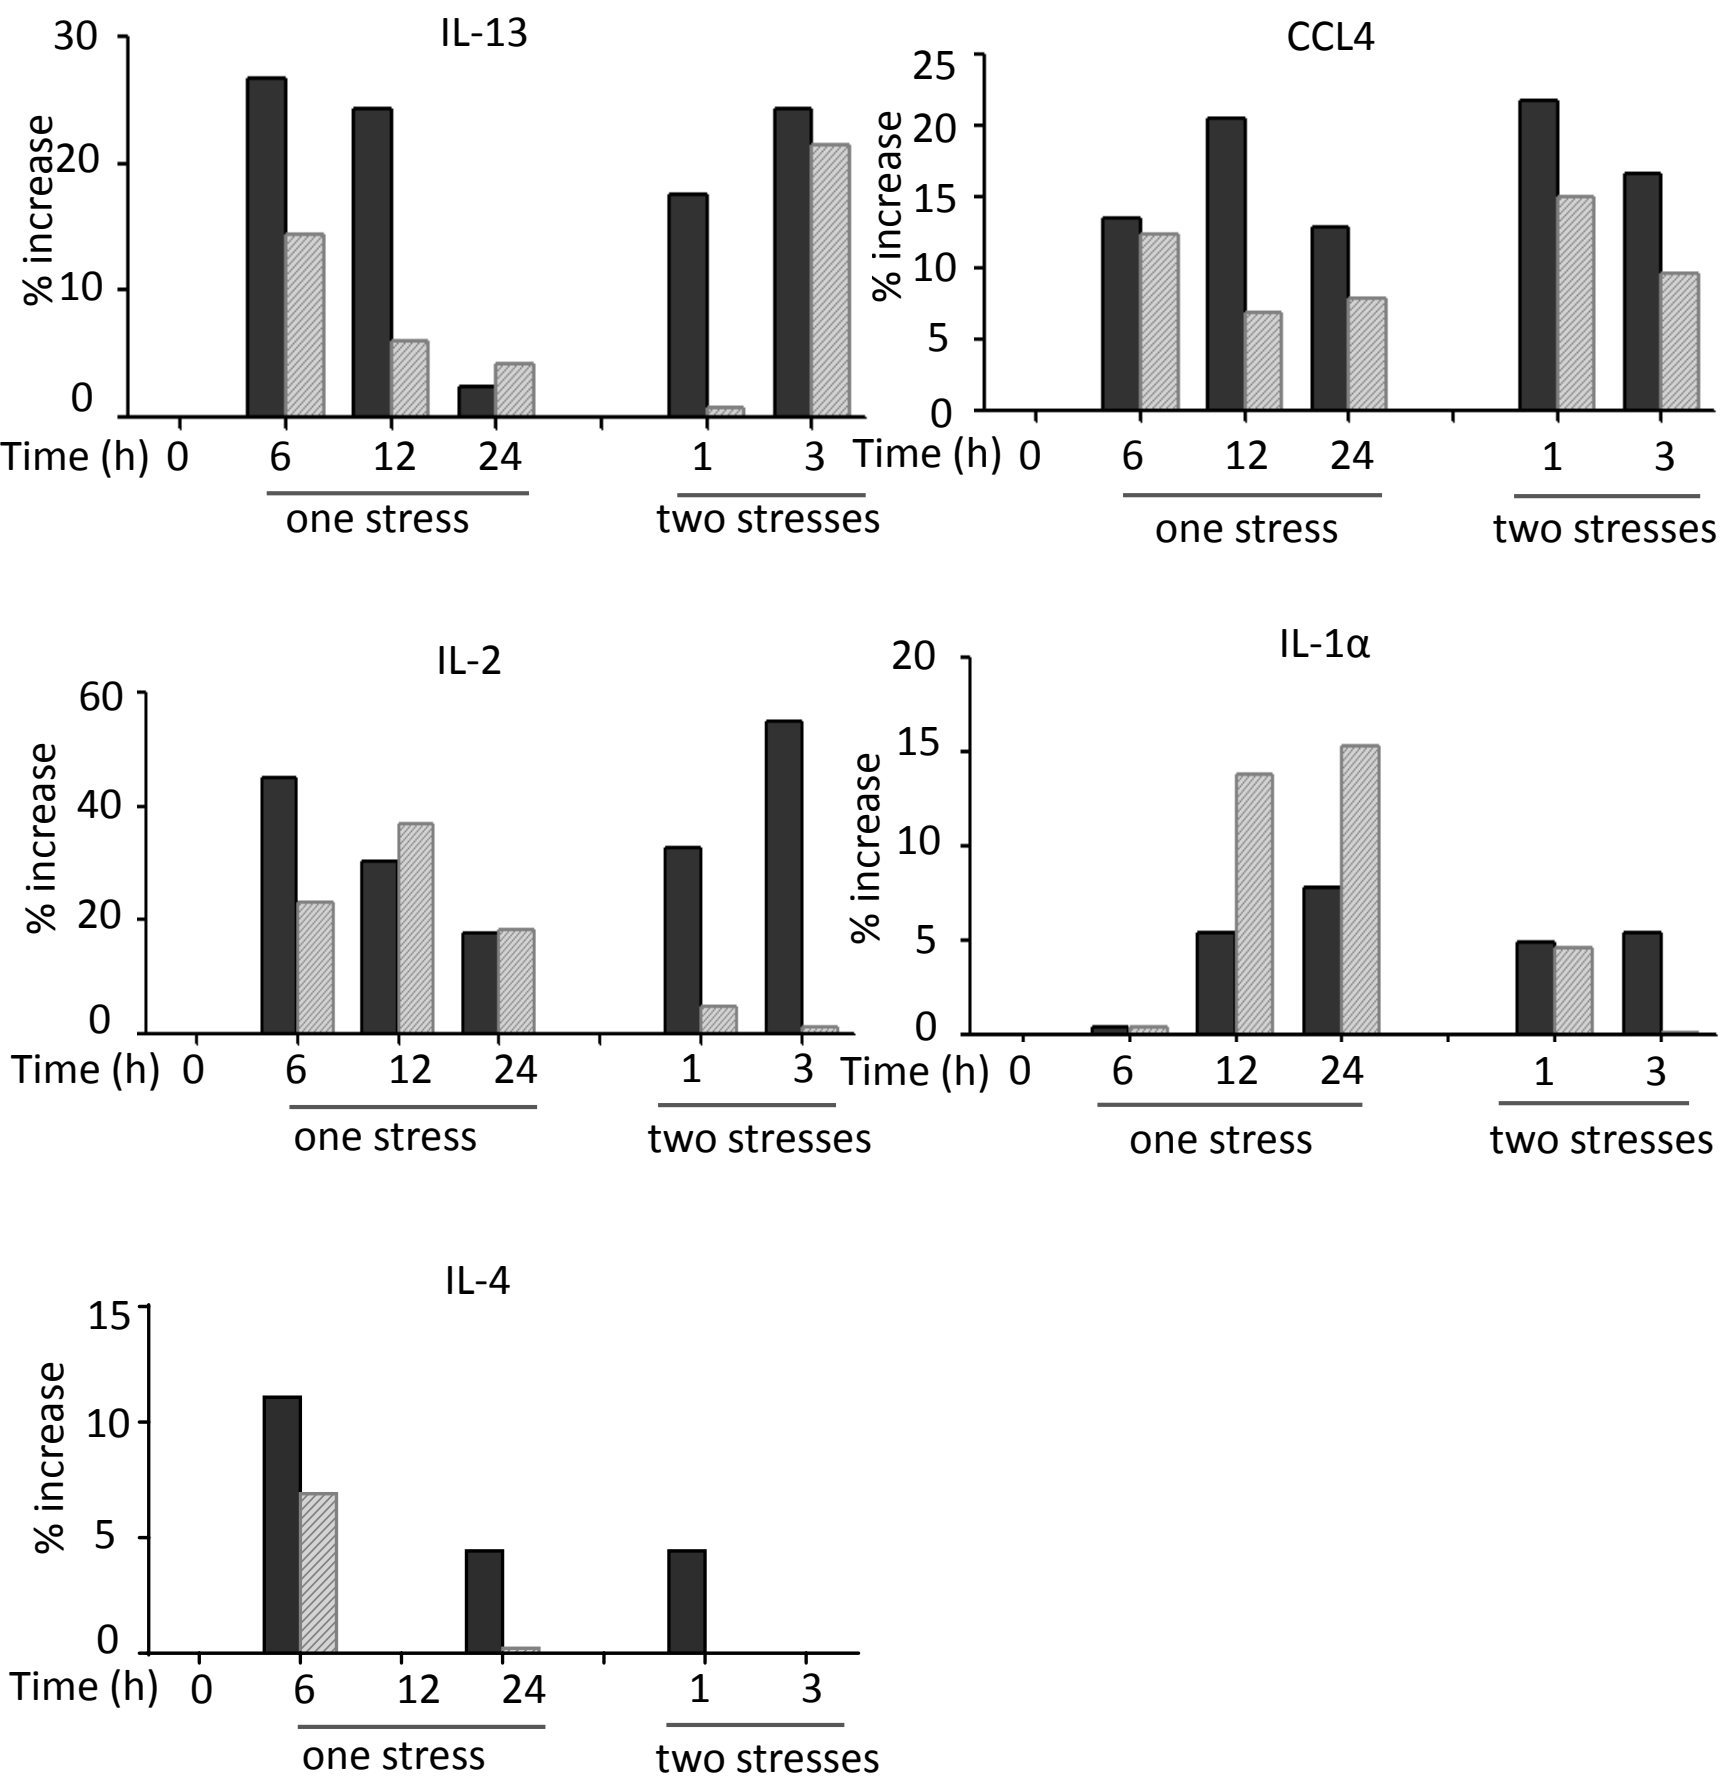 IL-13
% increase
30
20
10
0
Time (h) 0 6 12 24 1 3
one stress two stresses
CCL4
% increase
25
20
15
10
5
0
Time (h) 0 6 12 24 1 3
one stress two stresses
IL-2
% increase
60
40
20
0
Time (h) 0 6 12 24 1 3
one stress two stresses
IL-1α
% increase
20
15
10
5
0
Time (h) 0 6 12 24 1 3
one stress two stresses
IL-4
% increase
15
10
5
0
Time (h) 0 6 12 24 1 3
one stress two stresses